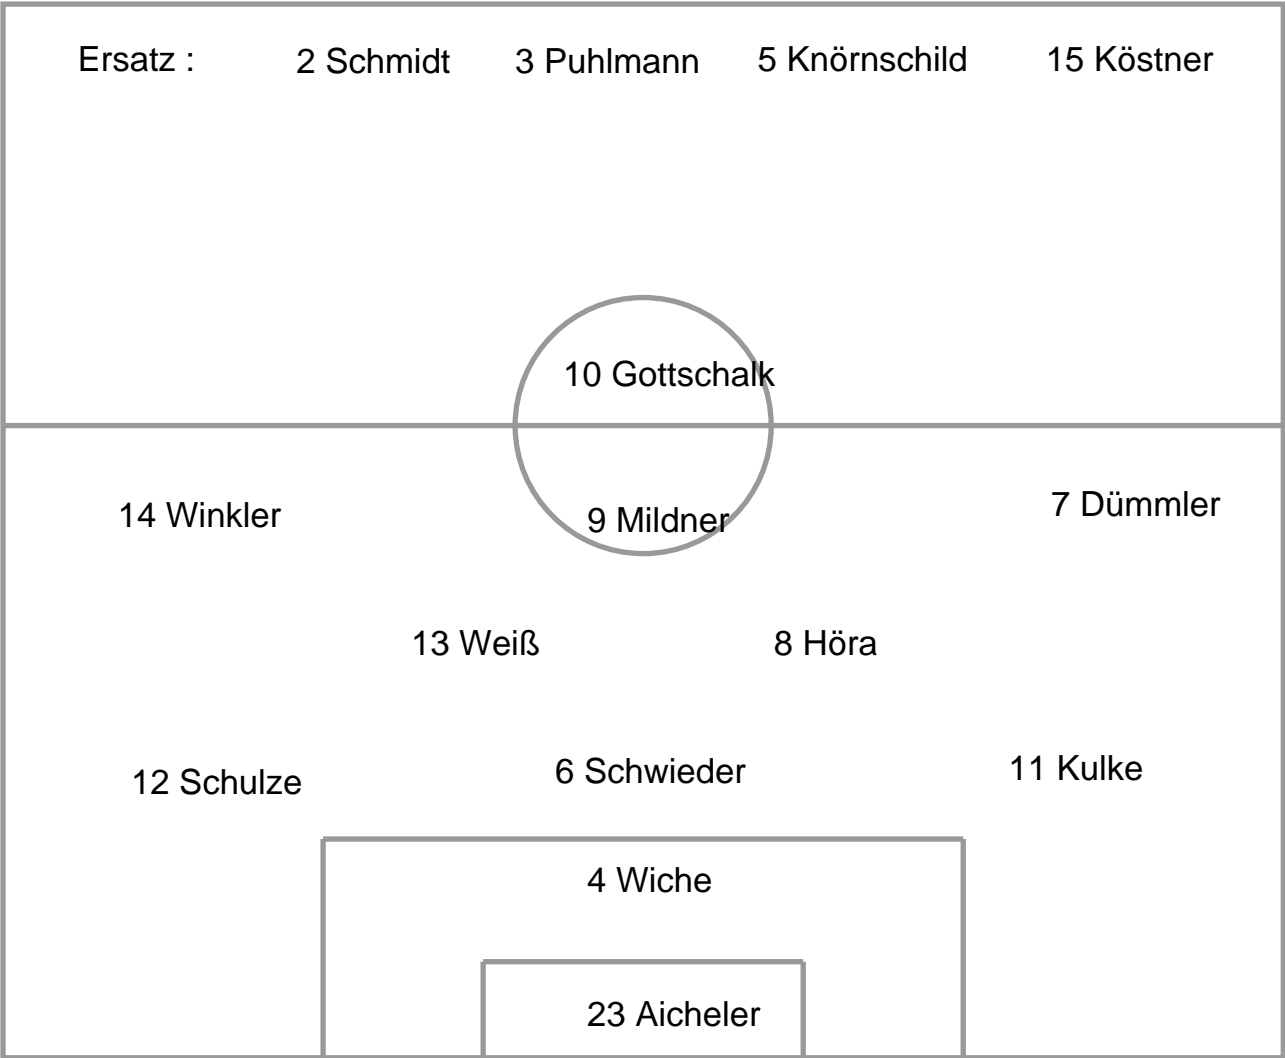 Ersatz : 2 Schmidt 3 Puhlmann 5 Knörnschild 15 Köstner
10 Gottschalk
14 Winkler 9 Mildner 7 Dümmler
13 Weiß 8 Höra
12 Schulze 6 Schwieder 11 Kulke
4 Wiche
23 Aicheler